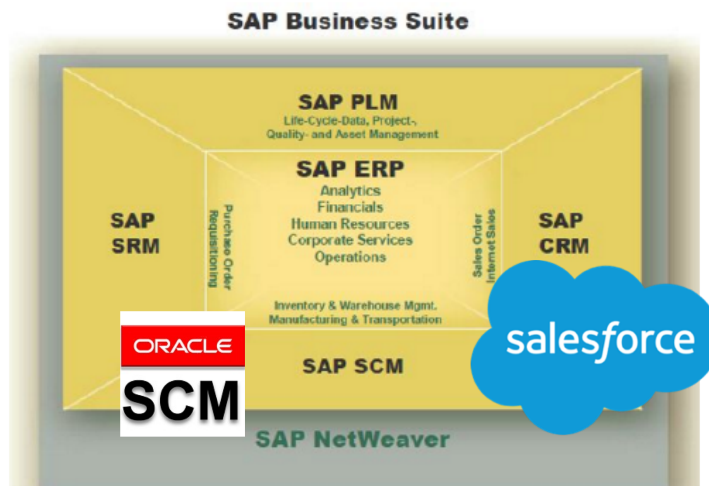 SAP Business Suite
SAP PLM
Life-Cycle-Data, Project-,
Quality- and Asset Management
SAP ERP
Analytics
Financials
Human Resources
Corporate Services
Operations
SAP
SRM
Purchase Order
Requisitioning
Sales Order
Internet Sales
SAP
CRM
Inventory & Warehouse Mgmt.
Manufacturing & Transportation
ORACLE
SCM
SAP SCM
salesforce
SAP NetWeaver